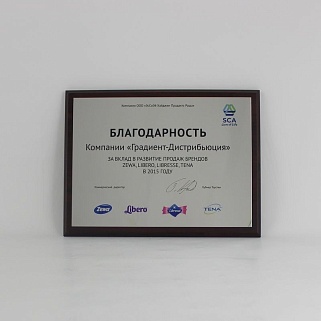 SCA
БЛАГОДАРНОСТЬ
Компании «Градиент-Дистрибьюция»
ЗА ВКЛАД В РАЗВИТИЕ ПРОДАЖ БРЕНДОВ
ZEWA, LIBERO, LIBRESSE, TENA
В 2015 ГОДУ
Zewa Libero Libresse TENA